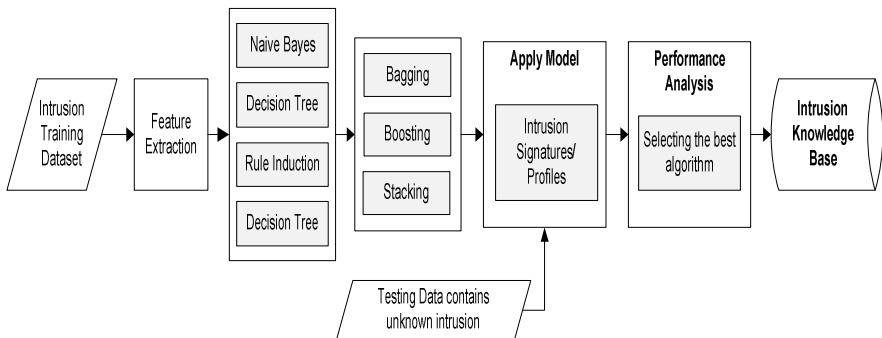 Intrusion
Training
Dataset
Feature
Extraction
Naive Bayes
Decision Tree
Rule Induction
Decision Tree
Bagging
Boosting
Stacking
Apply Model
Intrusion
Signatures/
Profiles
Performance
Analysis
Selecting the best
algorithm
Intrusion
Knowledge
Base
Testing Data contains
unknown intrusion